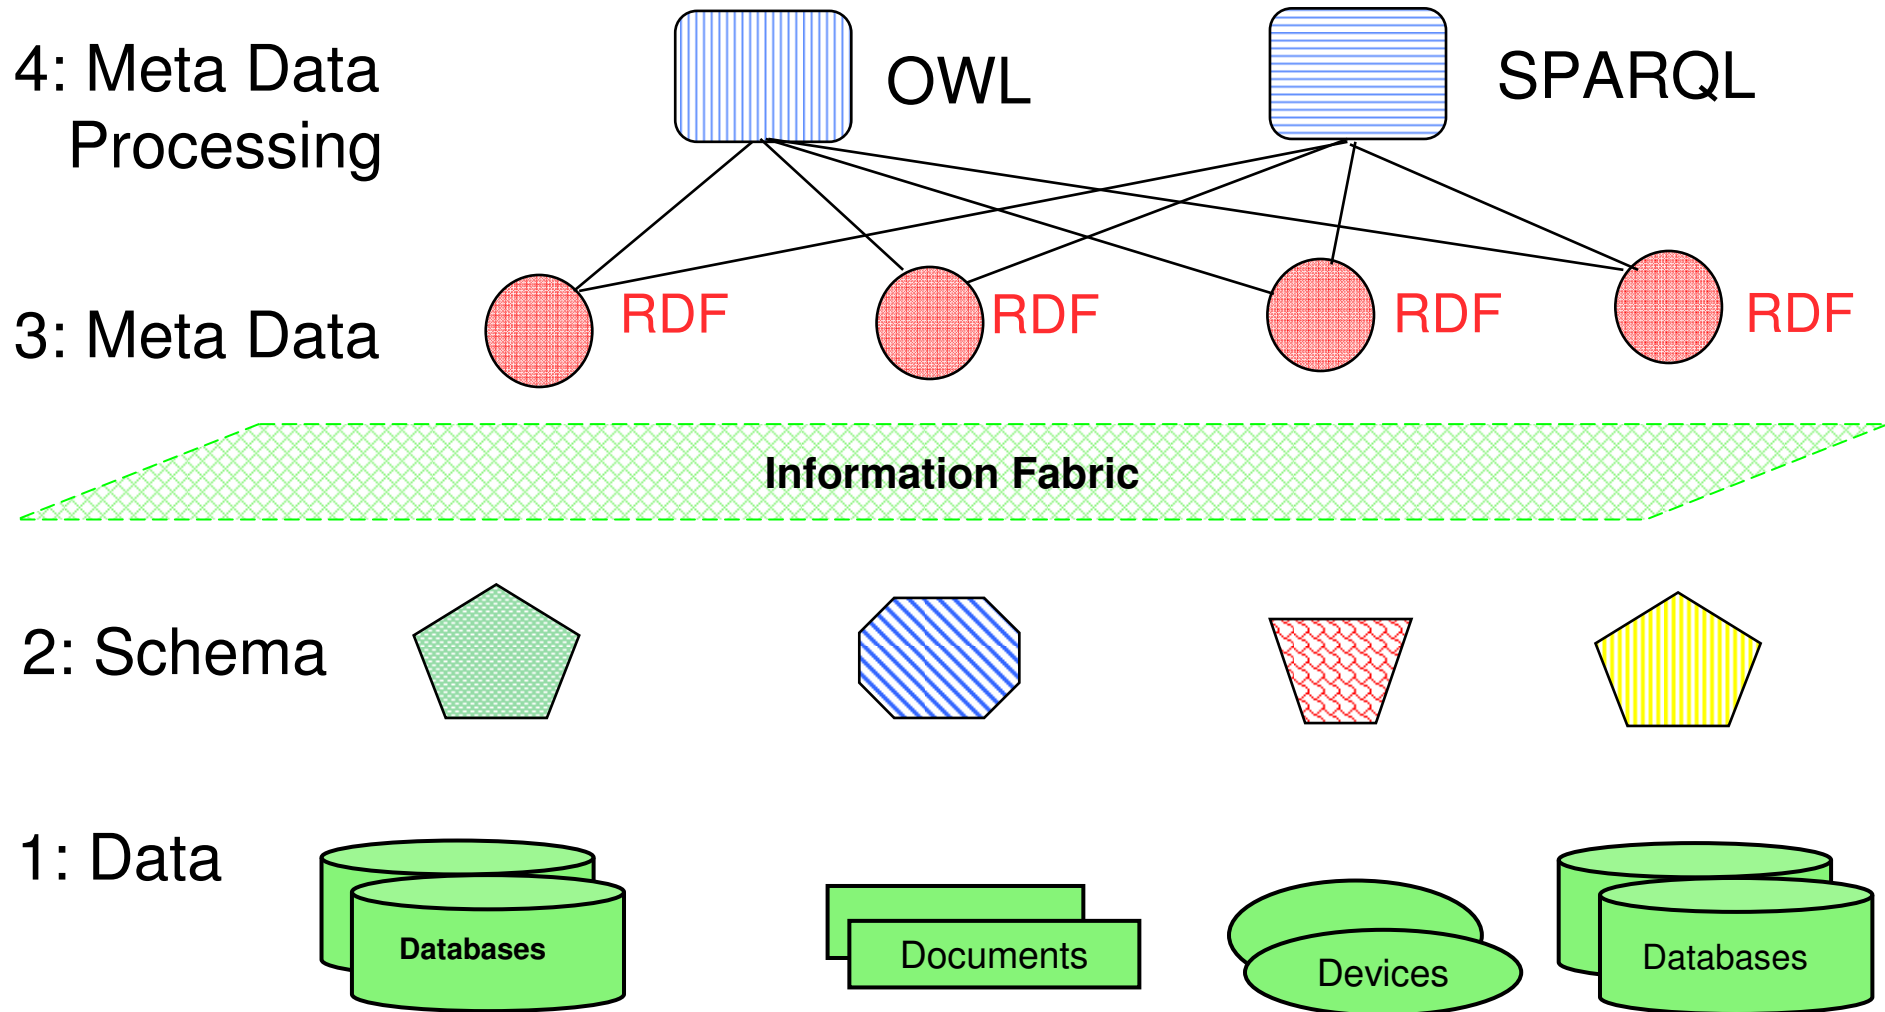 4: Meta Data
Processing
OWL
SPARQL
3: Meta Data
RDF
RDF
RDF
RDF
Information Fabric
2: Schema
1: Data
Databases
Documents
Devices
Databases